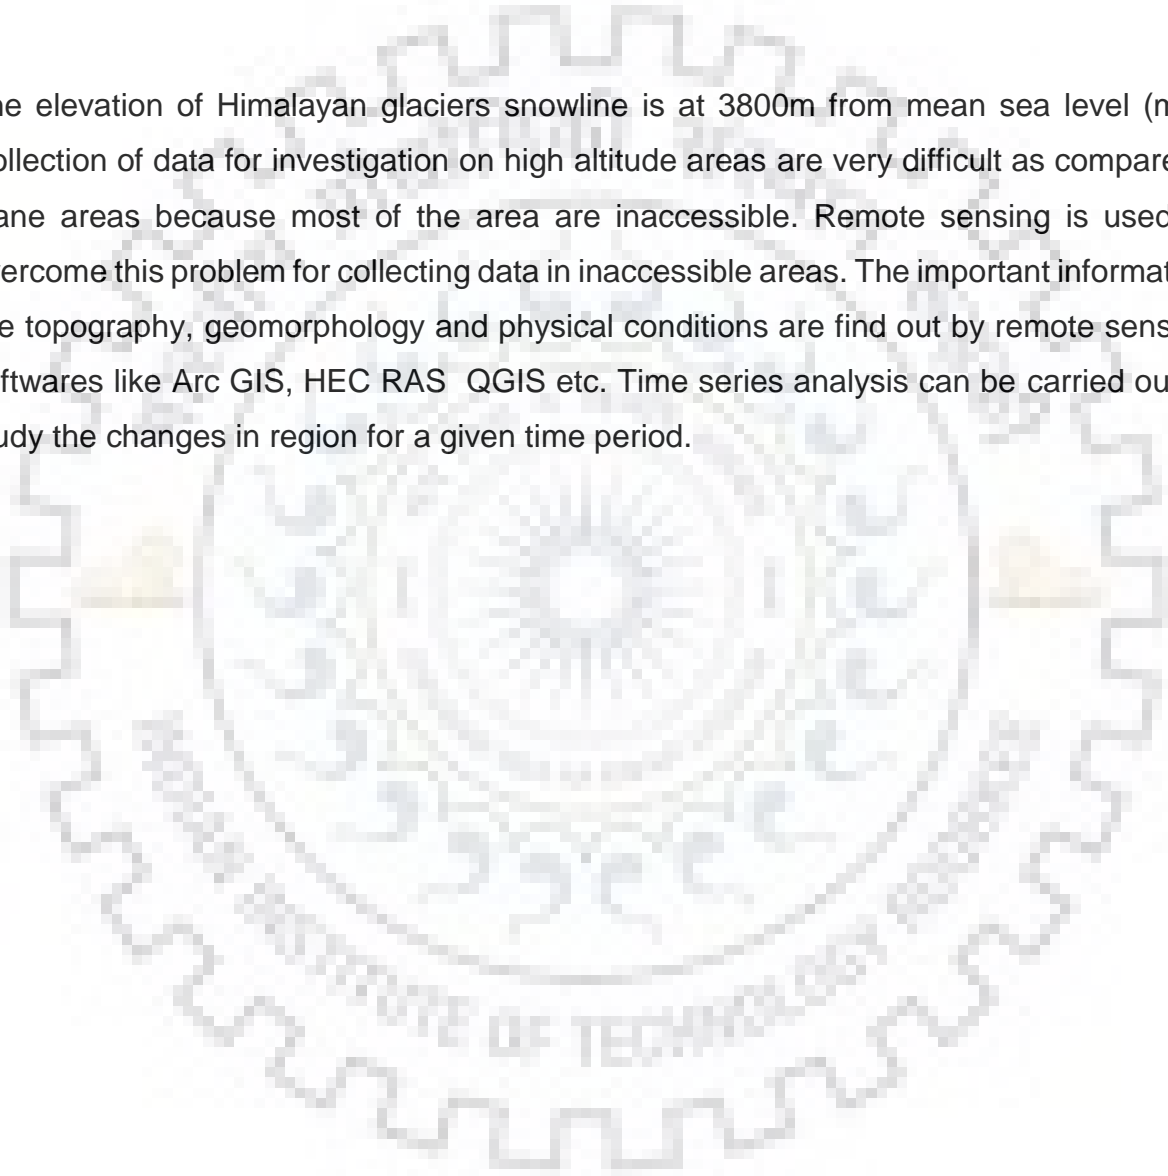 ne elevation of Himalayan glaciers snowline is at 3800m from mean sea level (m
ollection of data for investigation on high altitude areas are very difficult as compare
ane areas because most of the area are inaccessible. Remote sensing is used
vercome this problem for collecting data in inaccessible areas. The important informat
e topography, geomorphology and physical conditions are find out by remote sens
ftwares like Arc GIS, HEC RAS  QGIS etc. Time series analysis can be carried ou
udy the changes in region for a given time period.
INSTITUTE OF TECHNOLOGY